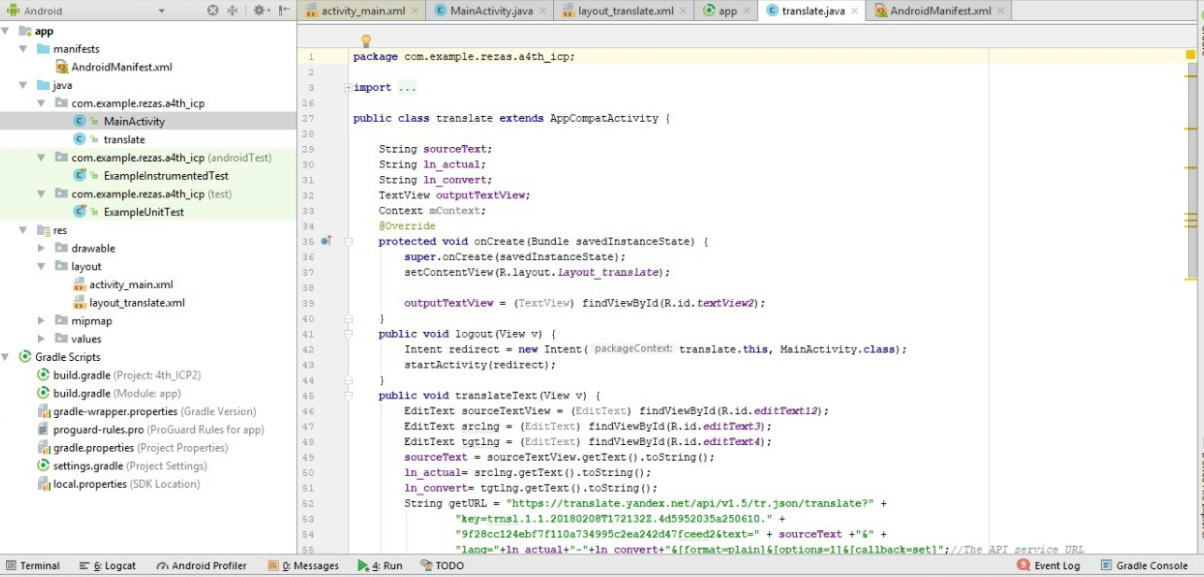 Android
activity_main.xml
MainActivity.java
layout_translate.xml
app
translate.java
AndroidManifest.xml
app
manifests
AndroidManifest.xml
java
com.example.rezas.a4th_icp
MainActivity
translate
com.example.rezas.a4th_icp (androidTest)
ExampleInstrumentedTest
com.example.rezas.a4th_icp (test)
ExampleUnitTest
res
drawable
layout
activity_main.xml
layout_translate.xml
mipmap
values
Gradle Scripts
build.gradle (Project: 4th_ICP2)
build.gradle (Module: app)
gradle-wrapper.properties (Gradle Version)
proguard-rules.pro (ProGuard Rules for app)
gradle.properties (Project Properties)
settings.gradle (Project Settings)
local.properties (SDK Location)
1 package com.example.rezas.a4th_icp;
2
3 import ...
26
27 public class translate extends AppCompatActivity {
28
29 String sourceText;
30 String ln_actual;
31 String ln_convert;
32 TextView outputTextView;
33 Context mContext;
34 @Override
35 protected void onCreate(Bundle savedInstanceState) {
36 super.onCreate(savedInstanceState);
37 setContentView(R.layout.layout_translate);
38
39 outputTextView = (TextView) findViewById(R.id.textView2);
40 }
41 public void logout(View v) {
42 Intent redirect = new Intent( packageContext: translate.this, MainActivity.class);
43 startActivity(redirect);
44 }
45 public void translateText(View v) {
46 EditText sourceTextView = (EditText) findViewById(R.id.editText12);
47 EditText srclng = (EditText) findViewById(R.id.editText3);
48 EditText tgtlng = (EditText) findViewById(R.id.editText4);
49 sourceText = sourceTextView.getText().toString();
50 ln_actual= srclng.getText().toString();
51 ln_convert= tgtlng.getText().toString();
52 String getURL = "https://translate.yandex.net/api/v1.5/tr.json/translate?" +
53 "key=trnsl.1.1.20180208T172132Z.4d5952035a250610." +
54 "9f28cc124ebf7f110a734995c2ea242d47fceed2&text=" + sourceText +"&" +
55 "lang="+ln_actual+"-"+ln_convert+"&[format=plain]&[options=1]&[callback=set]";//The API service URL
Terminal
6: Logcat
Android Profiler
0: Messages
4: Run
TODO
Event Log
Gradle Console